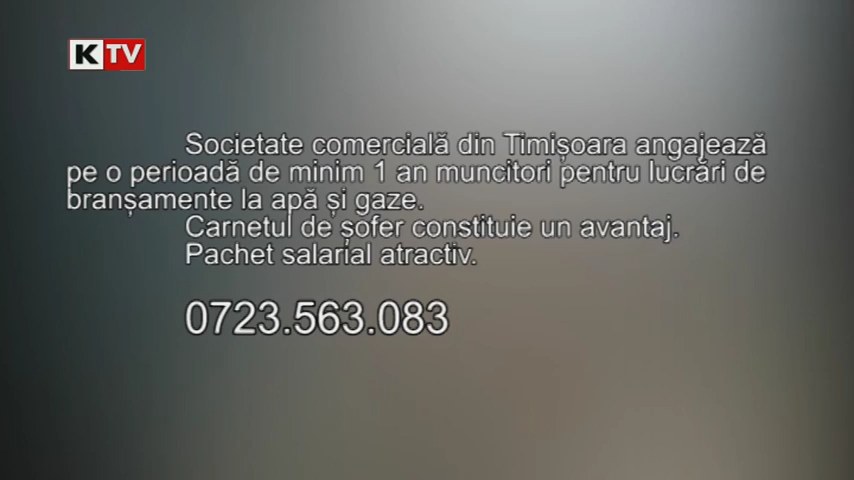 KTV
Societate comercială din Timișoara angajează
pe o perioadă de minim 1 an muncitori pentru lucrări de
branșamente la apă și gaze.
Carnetul de șofer constituie un avantaj.
Pachet salarial atractiv.
0723.563.083